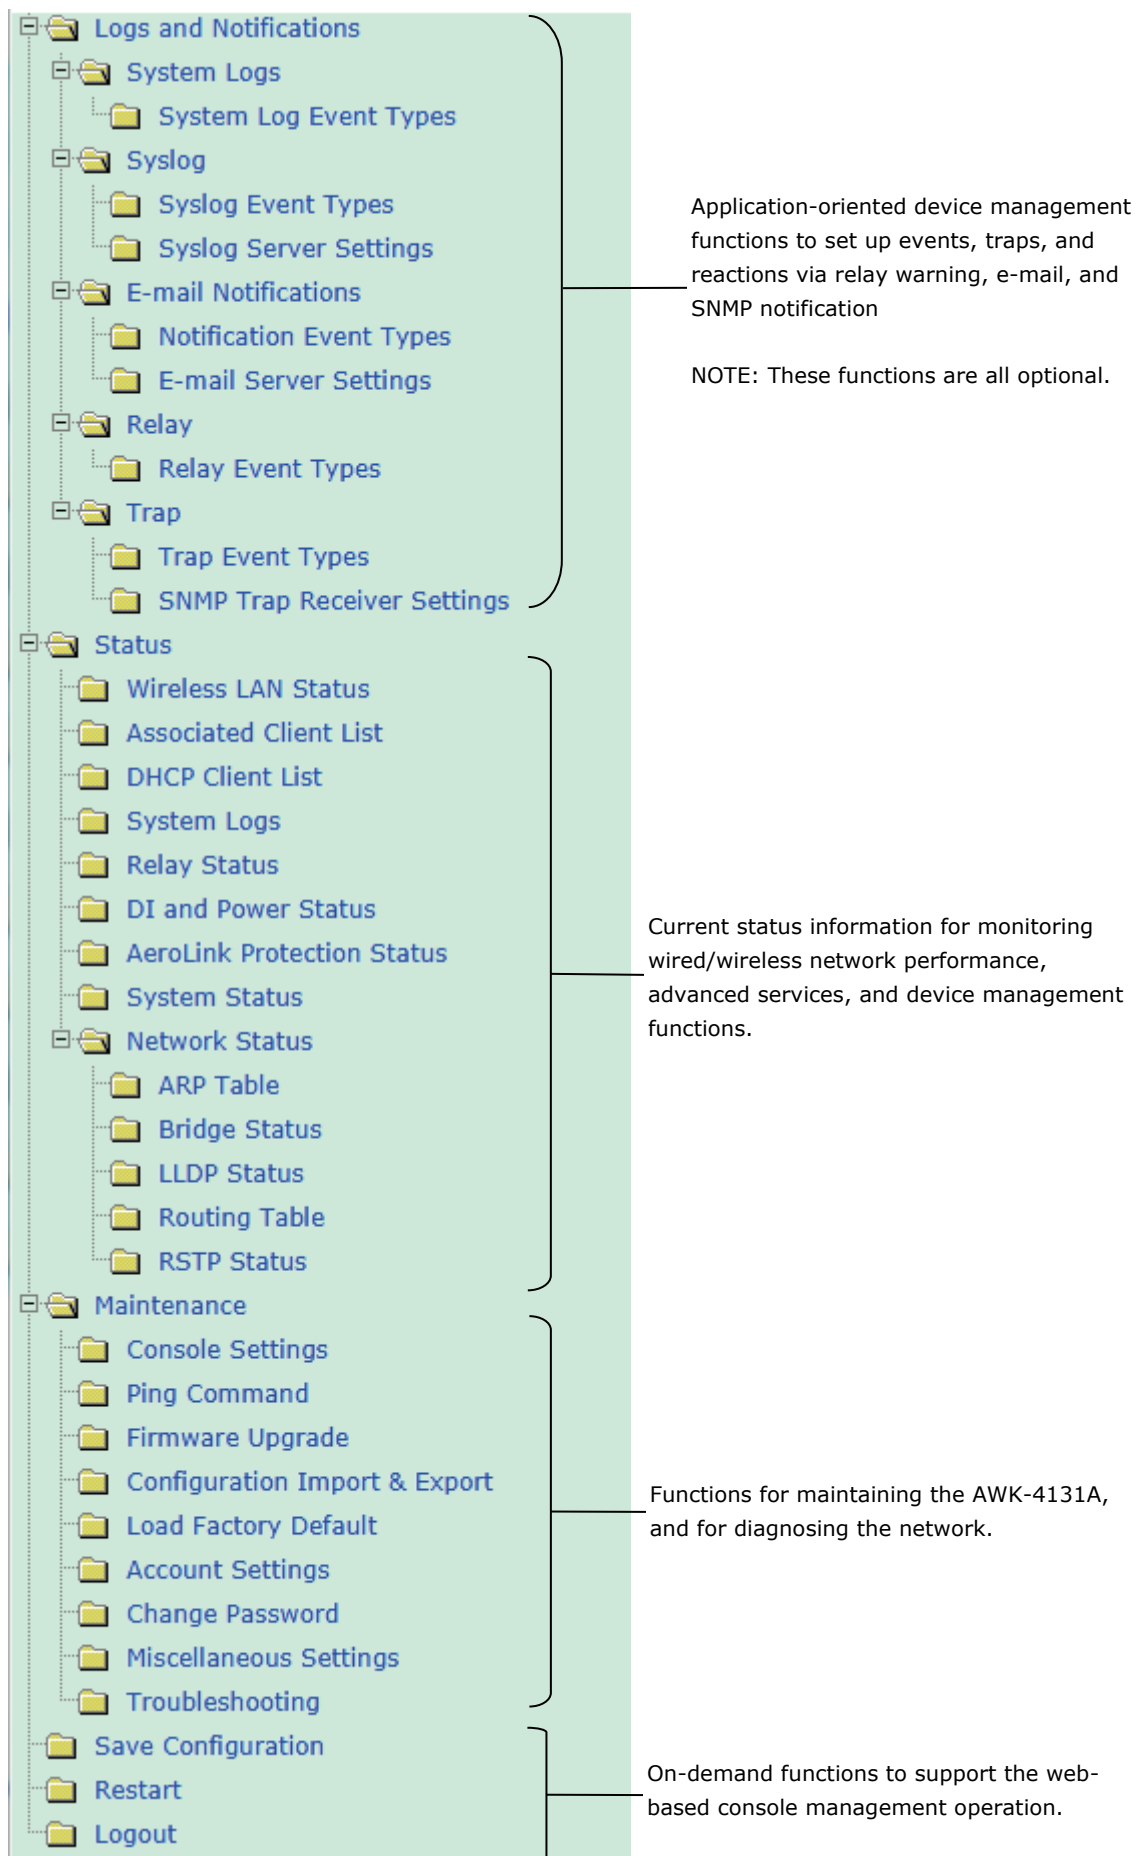 Logs and Notifications
System Logs
System Log Event Types
Syslog
Syslog Event Types
Syslog Server Settings
E-mail Notifications
Notification Event Types
E-mail Server Settings
Relay
Relay Event Types
Trap
Trap Event Types
SNMP Trap Receiver Settings
Application-oriented device management
functions to set up events, traps, and
reactions via relay warning, e-mail, and
SNMP notification
NOTE: These functions are all optional.
Status
Wireless LAN Status
Associated Client List
DHCP Client List
System Logs
Relay Status
DI and Power Status
AeroLink Protection Status
System Status
Network Status
ARP Table
Bridge Status
LLDP Status
Routing Table
RSTP Status
Current status information for monitoring
wired/wireless network performance,
advanced services, and device management
functions.
Maintenance
Console Settings
Ping Command
Firmware Upgrade
Configuration Import & Export
Load Factory Default
Account Settings
Change Password
Miscellaneous Settings
Troubleshooting
Functions for maintaining the AWK-4131A,
and for diagnosing the network.
Save Configuration
Restart
Logout
On-demand functions to support the web-
based console management operation.